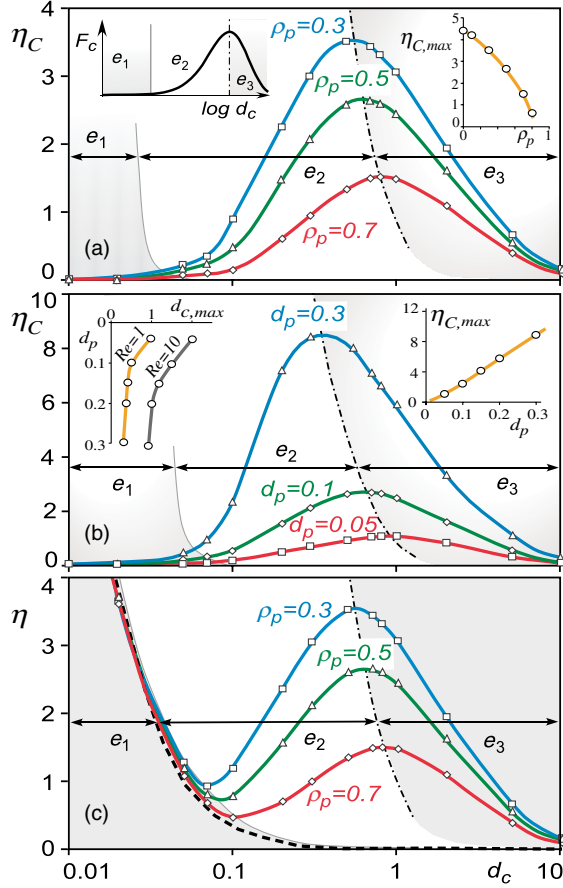 η_C
4
3
2
1
0
F_c
e_1
e_2
e_3
log d_c
ρ_p=0.3
ρ_p=0.5
ρ_p=0.7
η_C,max
5
4
3
2
1
0
0
1
ρ_p
e_1
e_2
e_3
(a)
η_C
10
8
6
4
2
0
d_c,max
1
d_p
0.1
0.2
0.3
Re=1
Re=10
d_p=0.3
d_p=0.1
d_p=0.05
η_C,max
12
8
4
0
0
0.1
0.2
0.3
d_p
e_1
e_2
e_3
(b)
η
4
3
2
1
0
ρ_p=0.3
ρ_p=0.5
ρ_p=0.7
e_1
e_2
e_3
(c)
0.01
0.1
1
d_c
10